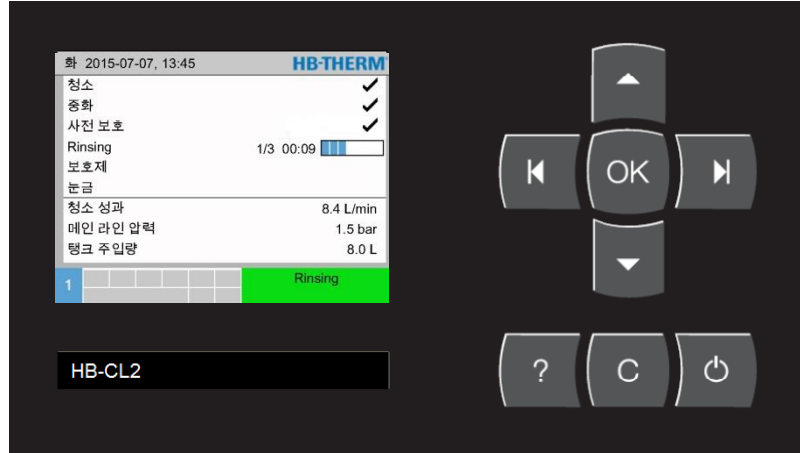 화 2015-07-07, 13:45 HB-THERM
청소
중화
사전 보호
Rinsing 1/3 00:09
보호제
눈금
청소 성과 8.4 L/min
메인 라인 압력 1.5 bar
탱크 주입량 8.0 L
1 Rinsing
HB-CL2
OK
? C